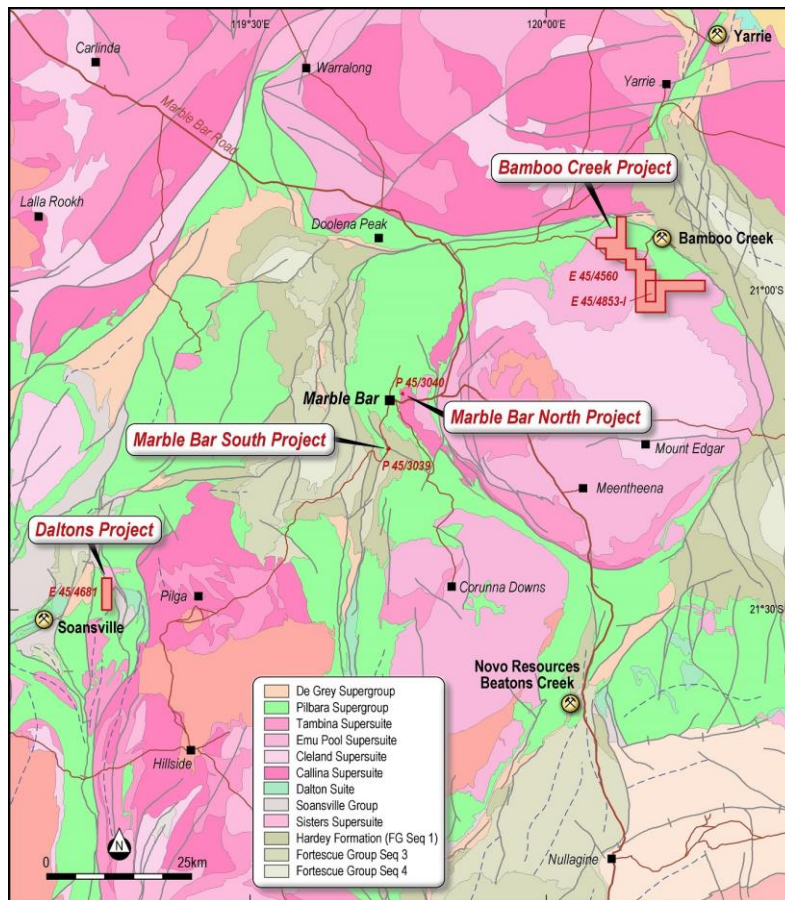 119°30'E
120°00'E
Carlinda
Warralong
Yarrie
Yarrie
Marble Bar Road
Bamboo Creek Project
Lalla Rookh
Doolena Peak
Bamboo Creek
E 45/4560
21°00'S
E 45/4853-I
P 45/3040
Marble Bar
Marble Bar North Project
Marble Bar South Project
Mount Edgar
P 45/3039
Meentheena
Daltons Project
E 45/4681
Pilga
Corunna Downs
21°30'S
Soansville
Novo Resources
Beatons Creek
De Grey Supergroup
Pilbara Supergroup
Tambina Supersuite
Emu Pool Supersuite
Cleland Supersuite
Callina Supersuite
Dalton Suite
Soansville Group
Sisters Supersuite
Hardey Formation (FG Seq 1)
Fortescue Group Seq 3
Fortescue Group Seq 4
Hillside
N
0
25km
Nullagine